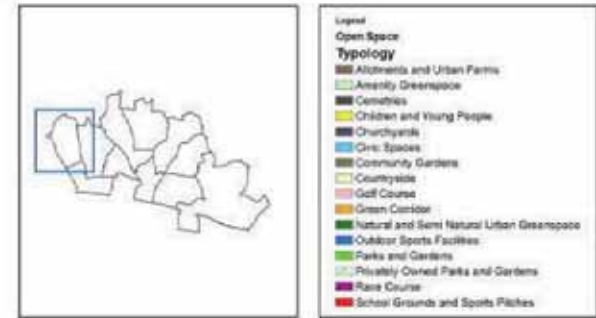 Legend
Open Space
Typology
Allotments and Urban Farms
Amenity Greenspace
Cemetries
Children and Young People
Churchyards
Civic Spaces
Community Gardens
Countryside
Golf Course
Green Corridor
Natural and Semi Natural Urban Greenspace
Outdoor Sports Facilities
Parks and Gardens
Privately Owned Parks and Gardens
Race Course
School Grounds and Sports Pitches